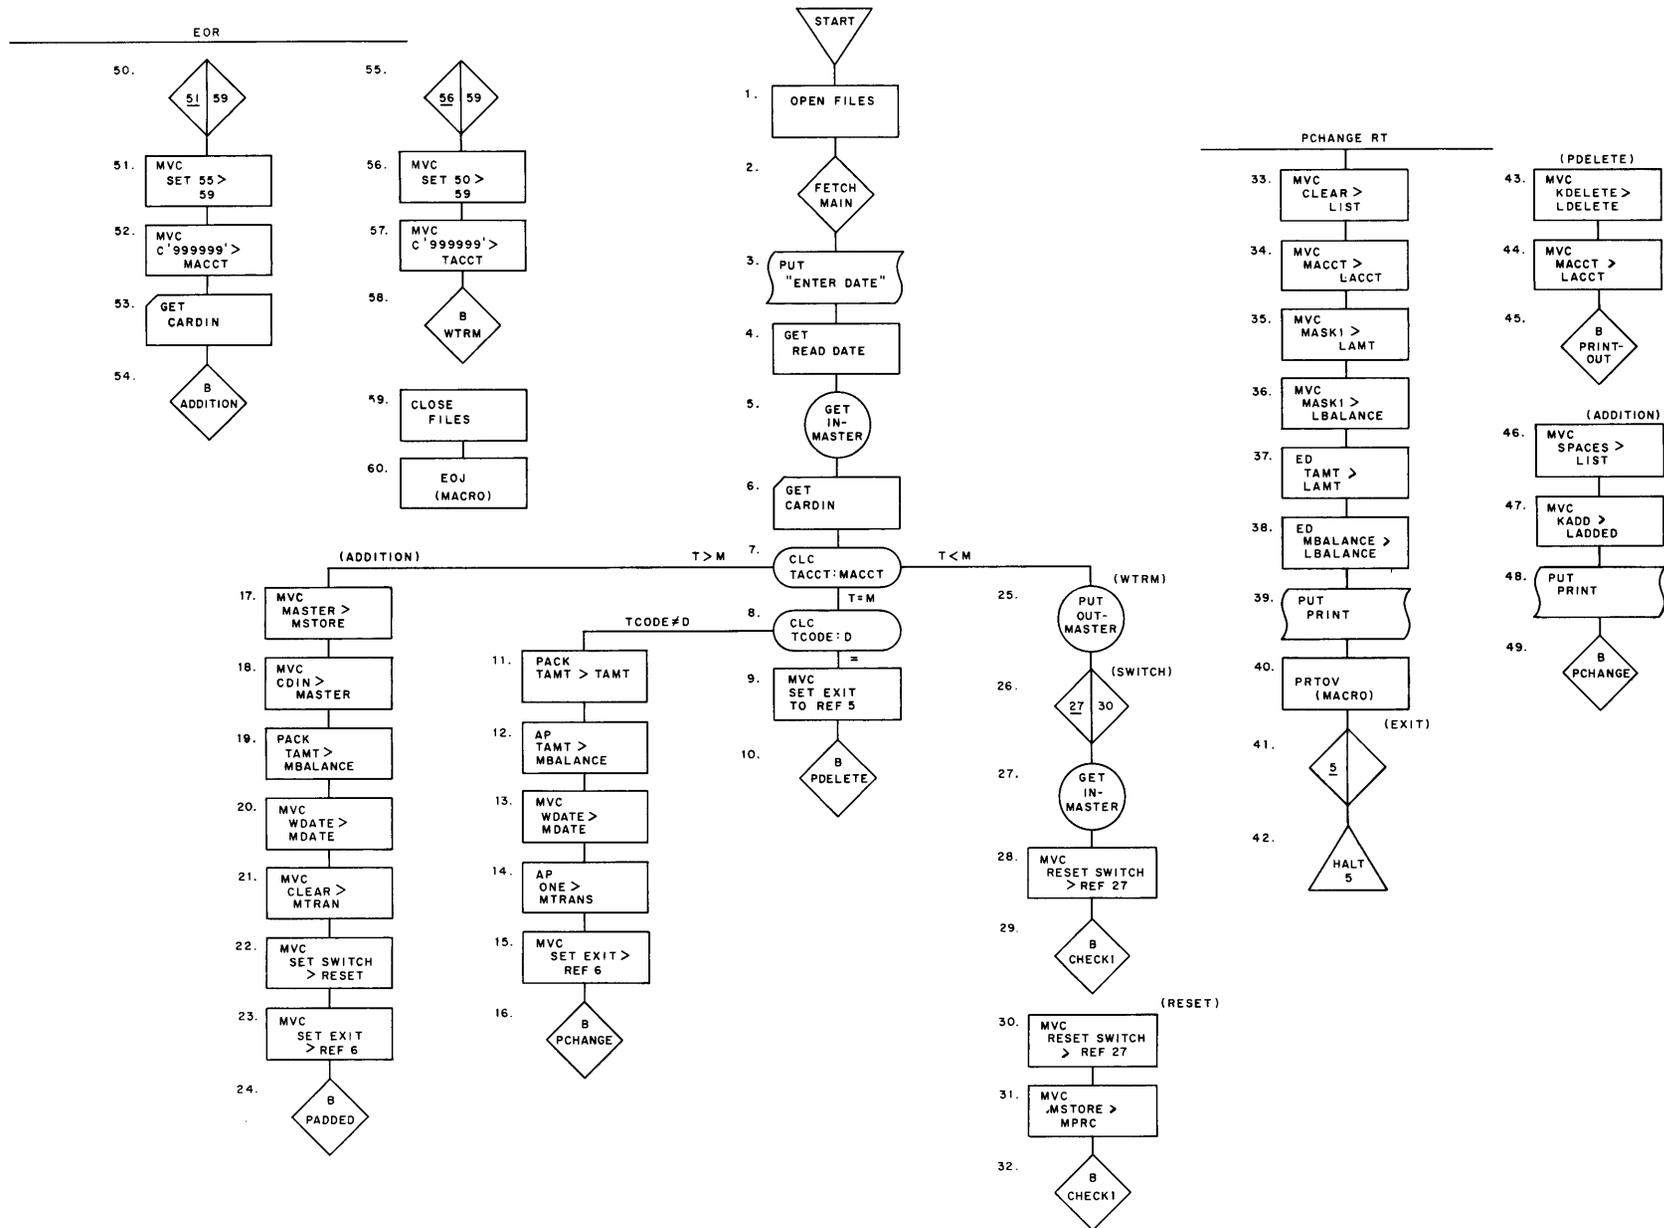 EOR
50.
51 59
51.
MVC
SET 55>
59
52.
MVC
C'999999'>
MACCT
53.
GET
CARDIN
54.
B
ADDITION
55.
56 59
56.
MVC
SET 50>
59
57.
MVC
C'999999'>
TACCT
58.
B
WTRM
59.
CLOSE
FILES
60.
EOJ
(MACRO)
START
1.
OPEN FILES
2.
FETCH
MAIN
3.
PUT
"ENTER DATE"
4.
GET
READ DATE
5.
GET
IN-
MASTER
6.
GET
CARDIN
(ADDITION)
T>M
7.
CLC
TACCT:MACCT
T<M
T=M
TCODE≠D
8.
CLC
TCODE:D
=
9.
MVC
SET EXIT
TO REF 5
10.
B
PDELETE
11.
PACK
TAMT > TAMT
12.
AP
TAMT >
MBALANCE
13.
MVC
WDATE>
MDATE
14.
AP
ONE>
MTRANS
15.
MVC
SET EXIT>
REF 6
16.
B
PCHANGE
17.
MVC
MASTER>
MSTORE
18.
MVC
CDIN>
MASTER
19.
PACK
TAMT>
MBALANCE
20.
MVC
WDATE>
MDATE
21.
MVC
CLEAR>
MTRAN
22.
MVC
SET SWITCH
> RESET
23.
MVC
SET EXIT
> REF 6
24.
B
PADDED
(WTRM)
25.
PUT
OUT-
MASTER
(SWITCH)
26.
27 30
27.
GET
IN-
MASTER
28.
MVC
RESET SWITCH
> REF 27
29.
B
CHECK1
(RESET)
30.
MVC
RESET SWITCH
> REF 27
31.
MVC
MSTORE >
MPRC
32.
B
CHECK1
PCHANGE RT
33.
MVC
CLEAR>
LIST
34.
MVC
MACCT >
LACCT
35.
MVC
MASK1>
LAMT
36.
MVC
MASK1>
LBALANCE
37.
ED
TAMT >
LAMT
38.
ED
MBALANCE >
LBALANCE
39.
PUT
PRINT
40.
PRTOV
(MACRO)
(EXIT)
41.
5
42.
HALT
5
(PDELETE)
43.
MVC
KDELETE>
LDELETE
44.
MVC
MACCT >
LACCT
45.
B
PRINT-
OUT
(ADDITION)
46.
MVC
SPACES>
LIST
47.
MVC
KADD >
LADDED
48.
PUT
PRINT
49.
B
PCHANGE